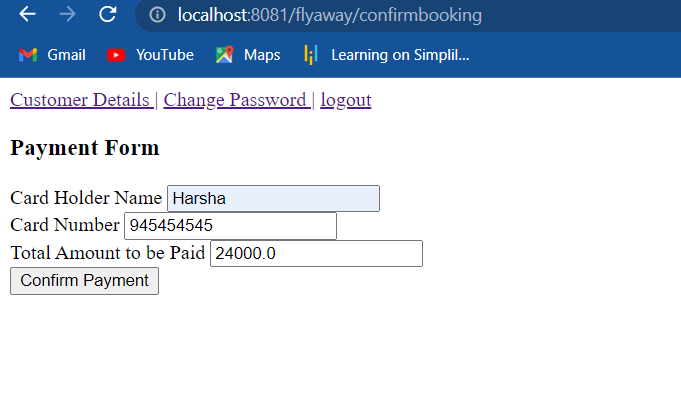 localhost:8081/flyaway/confirmbooking
Gmail YouTube Maps Learning on Simplil...
Customer Details | Change Password | logout
Payment Form
Card Holder Name Harsha
Card Number 945454545
Total Amount to be Paid 24000.0
Confirm Payment